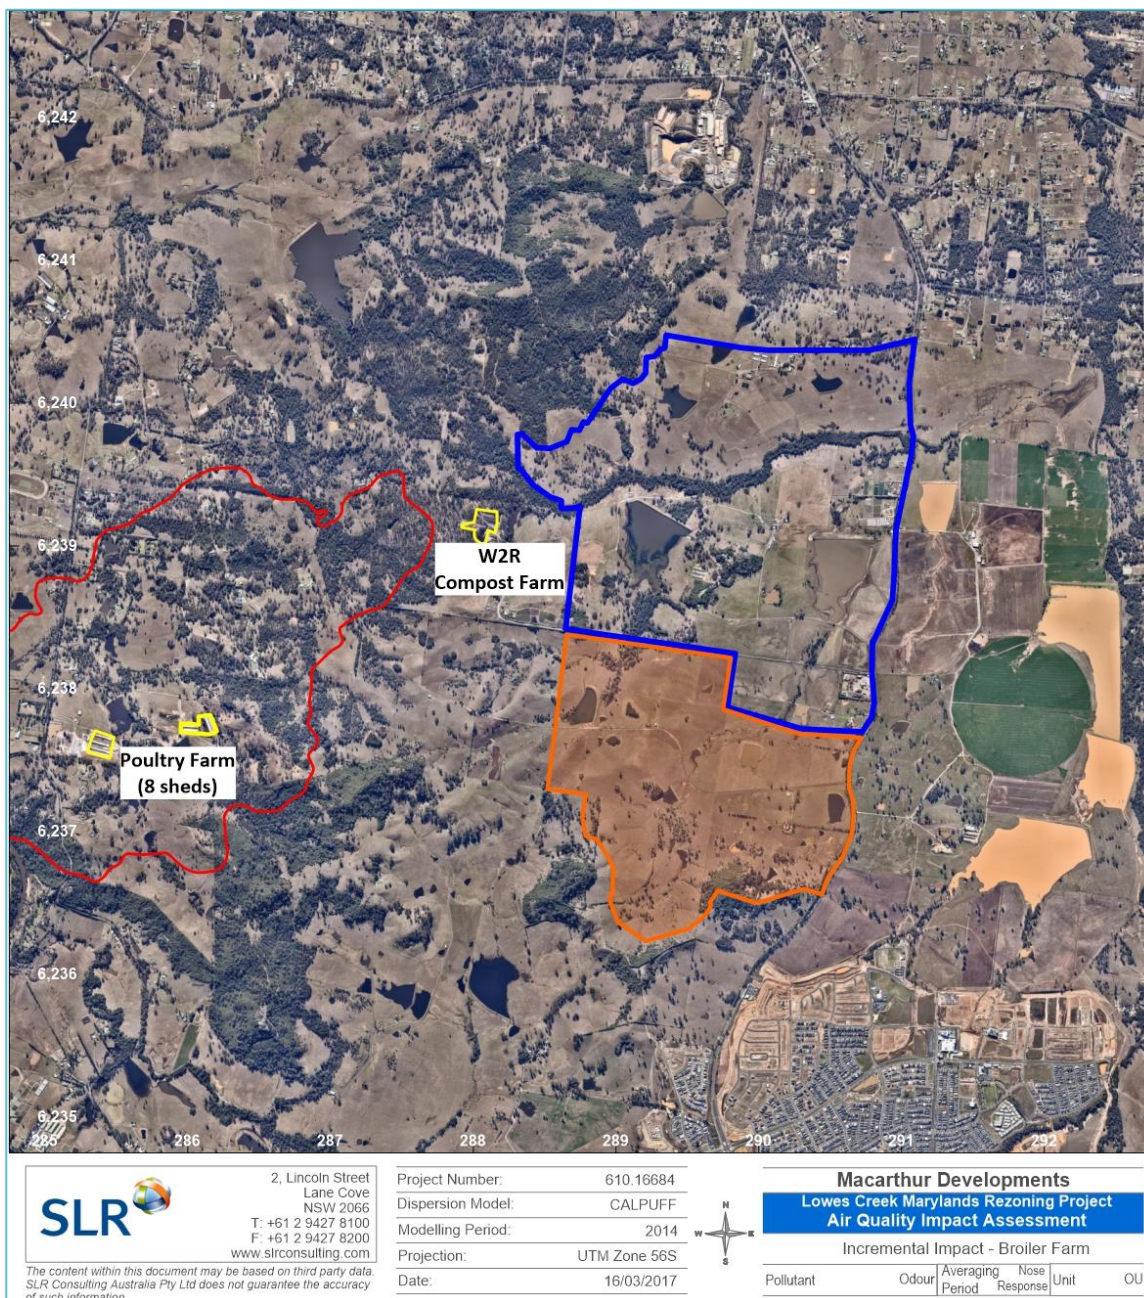 6,242
6,241
6,240
6,239
W2R
Compost Farm
6,238
Poultry Farm
(8 sheds)
6,237
6,236
6,235
285 286 287 288 289 290 291 292
SLR
2, Lincoln Street
Lane Cove
NSW 2066
T: +61 2 9427 8100
F: +61 2 9427 8200
www.slrconsulting.com
The content within this document may be based on third party data.
SLR Consulting Australia Pty Ltd does not guarantee the accuracy
of such information.
Project Number: 610.16684
Dispersion Model: CALPUFF
Modelling Period: 2014
Projection: UTM Zone 56S
Date: 16/03/2017
N
W E
S
Macarthur Developments
Lowes Creek Marylands Rezoning Project
Air Quality Impact Assessment
Incremental Impact - Broiler Farm
Pollutant Odour Averaging Period Nose Response Unit OU